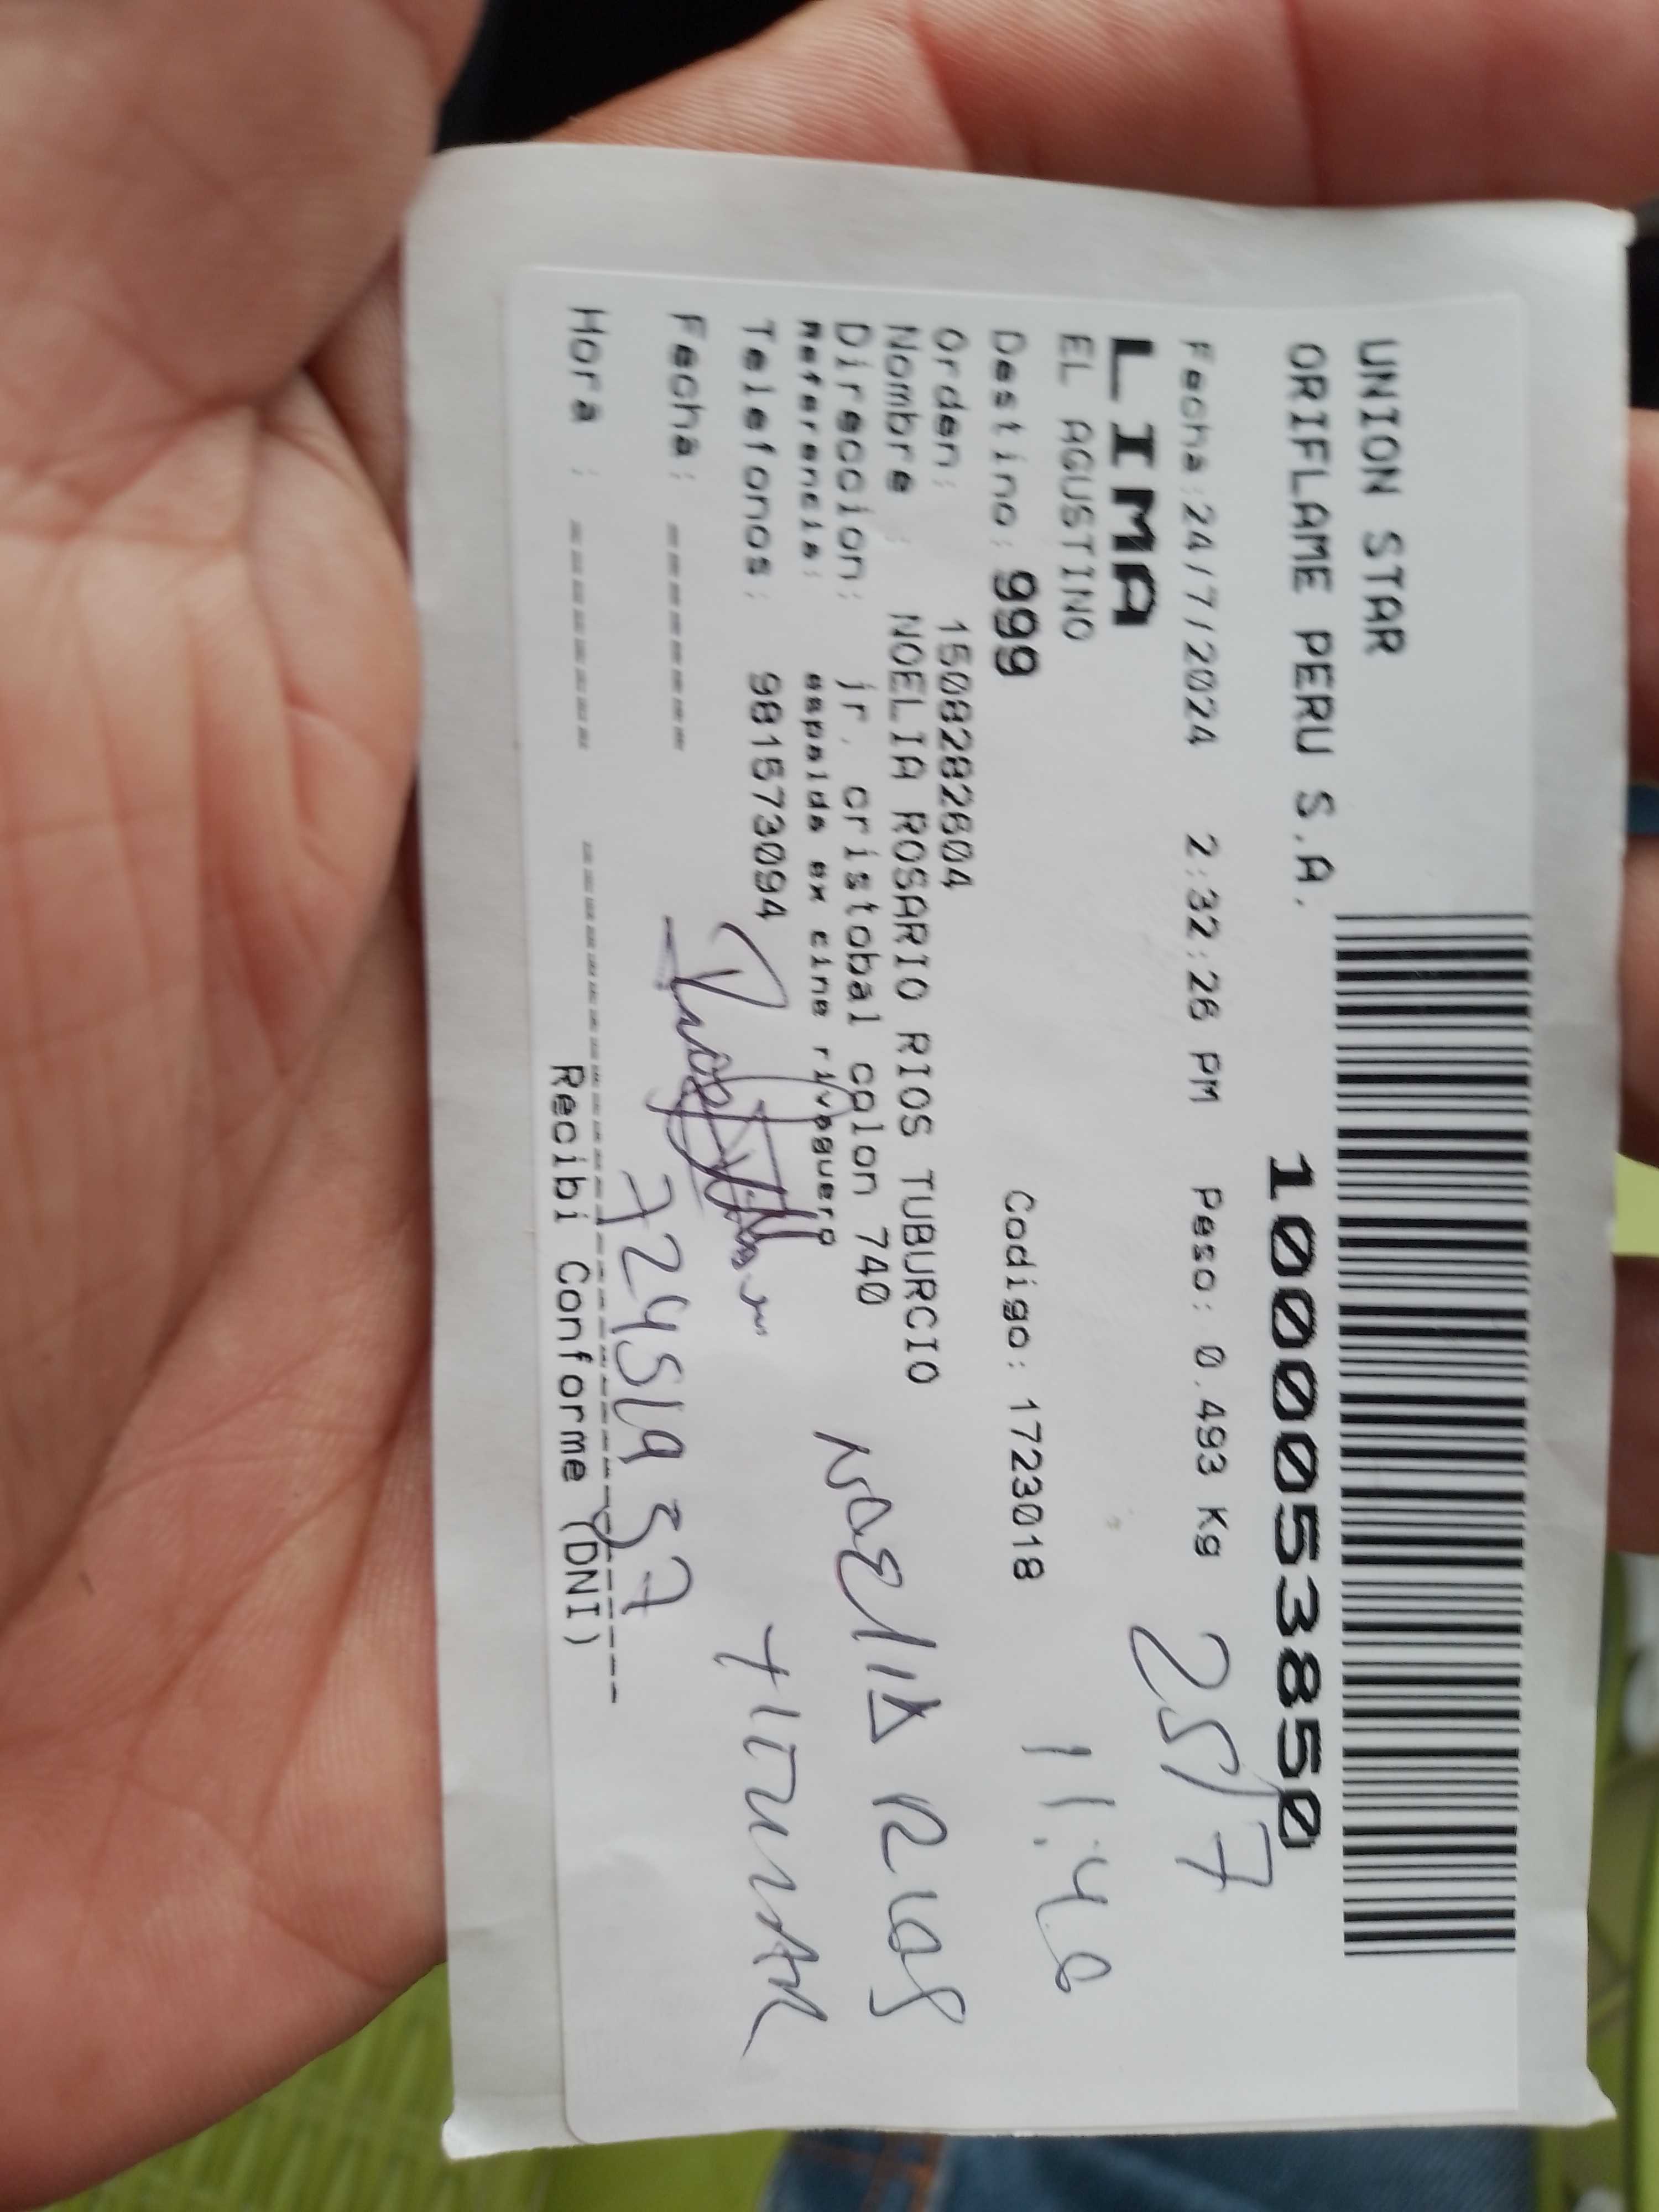 UNION STAR
ORIFLAME PERU S.A.
100005353850
Fecha:24/7/2024 2:32:26 PM Peso: 0.493 Kg
25/7
LIMA
EL AGUSTINO
11:40
Destino: 999 Codigo: 1723018
Orden: 1508282604
Nombre : NOELIA ROSARIO RIOS TUBURCIO
Direccion: jr. cristobal colon 740
Referencia: espalda ex cine rivaguero
NOELIA RIOS
Telefonos: 981573094
TITULAR
Fecha: --------
72451937
Hora : --------
Recibi Conforme (DNI)